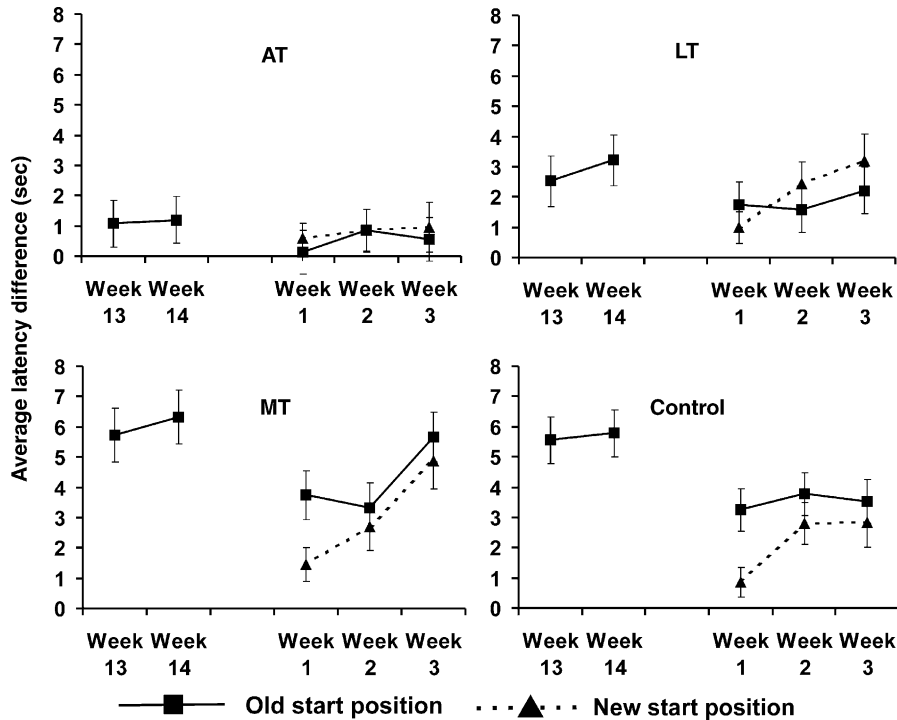 Average latency difference (sec)
AT
8
7
6
5
4
3
2
1
0
Week Week Week Week Week
13 14 1 2 3
LT
8
7
6
5
4
3
2
1
0
Week Week Week Week Week
13 14 1 2 3
MT
8
7
6
5
4
3
2
1
0
Week Week Week Week Week
13 14 1 2 3
Control
8
7
6
5
4
3
2
1
0
Week Week Week Week Week
13 14 1 2 3
Old start position New start position